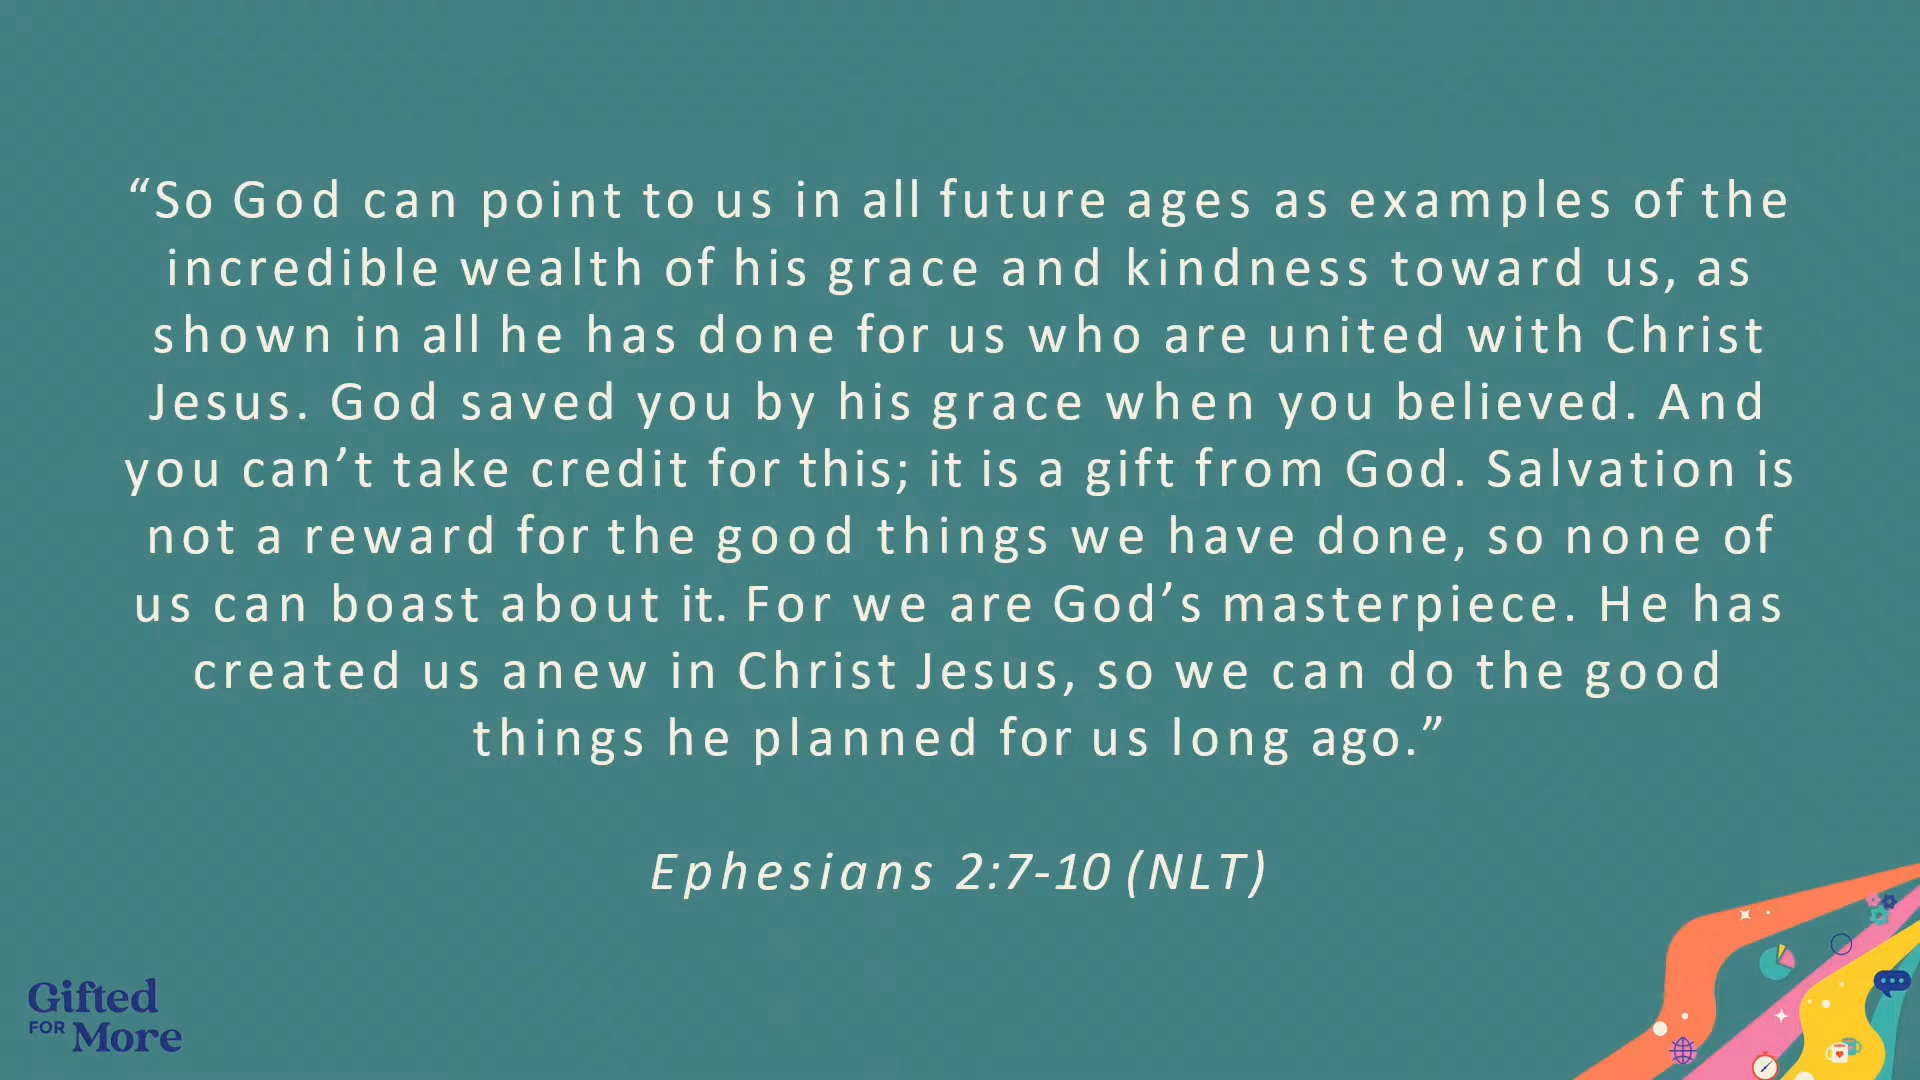 “So God can point to us in all future ages as examples of the
incredible wealth of his grace and kindness toward us, as
shown in all he has done for us who are united with Christ
Jesus. God saved you by his grace when you believed. And
you can’t take credit for this; it is a gift from God. Salvation is
not a reward for the good things we have done, so none of
us can boast about it. For we are God’s masterpiece. He has
created us anew in Christ Jesus, so we can do the good
things he planned for us long ago.”
Ephesians 2:7-10 (NLT)
Gifted
FOR More